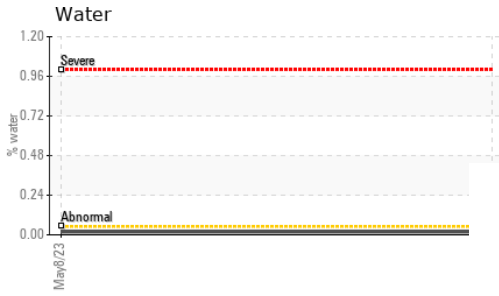 Water
1.20
Severe
0.96
0.72
% water
0.48
0.24
Abnormal
0.00
May8/23